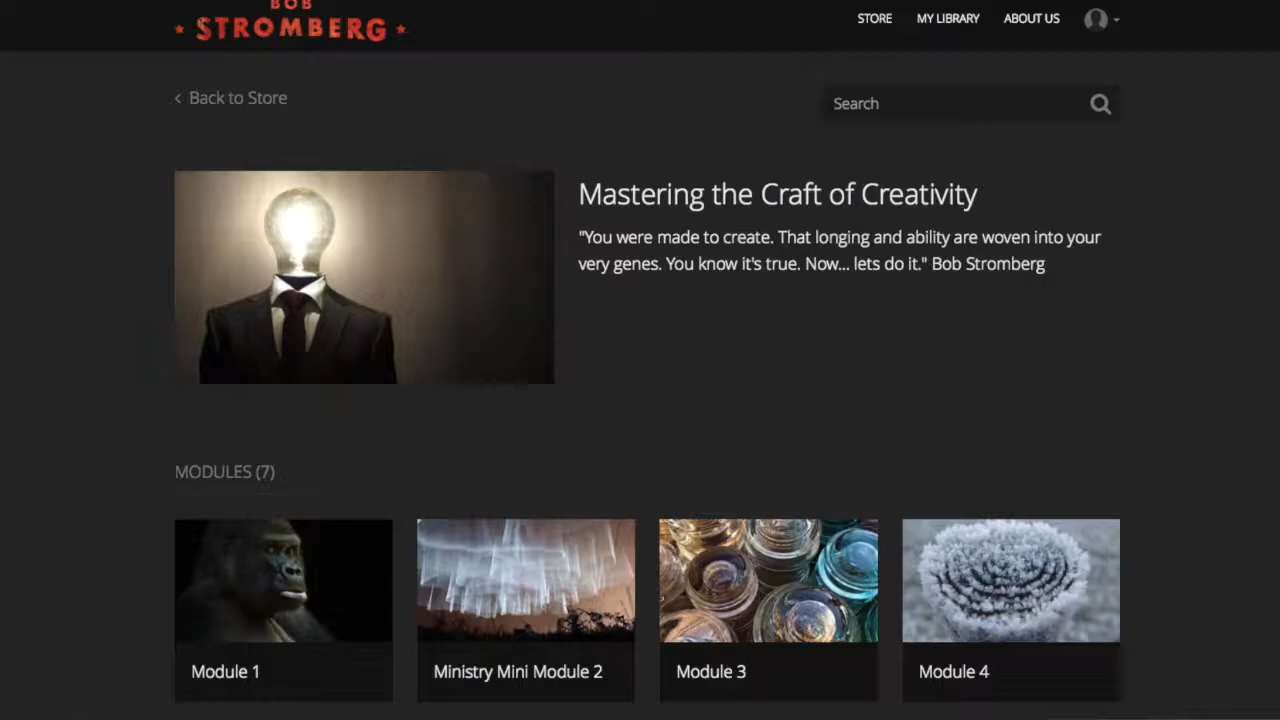 BOB
STROMBERG
STORE MY LIBRARY ABOUT US
Back to Store
Search
Mastering the Craft of Creativity
"You were made to create. That longing and ability are woven into your
very genes. You know it's true. Now... lets do it." Bob Stromberg
MODULES (7)
Module 1
Ministry Mini Module 2
Module 3
Module 4